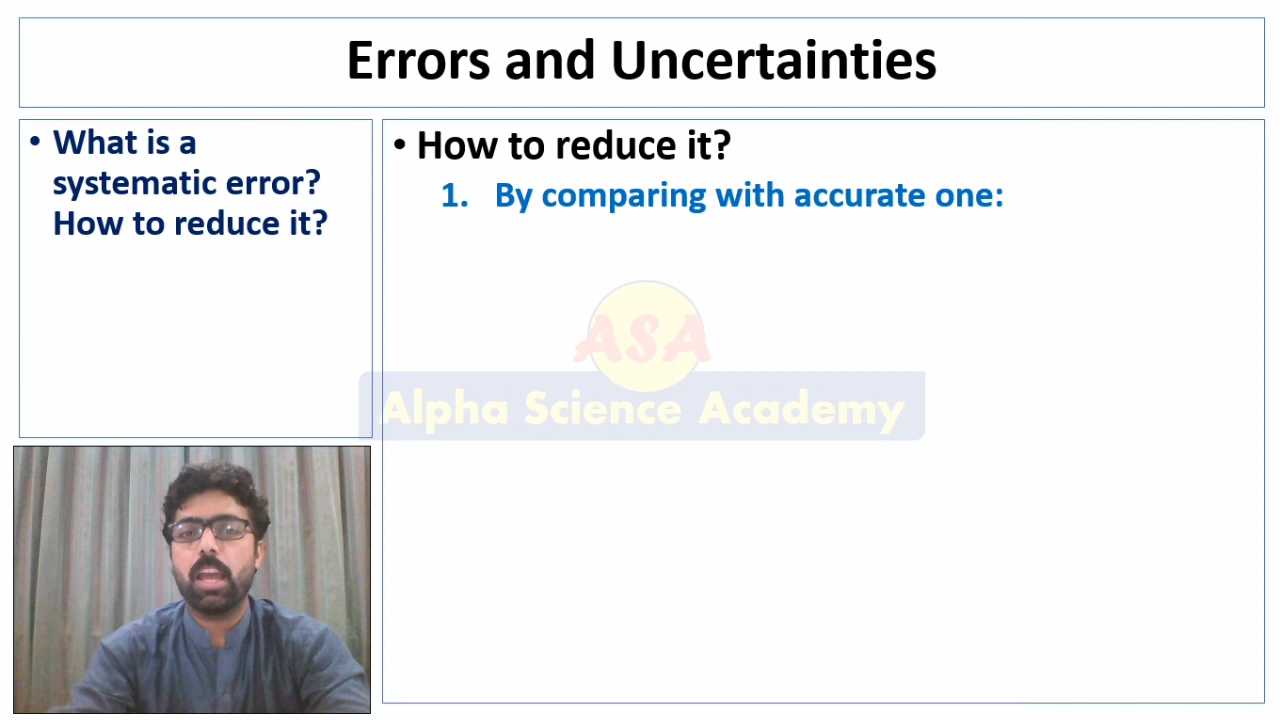 Errors and Uncertainties
• What is a
systematic error?
How to reduce it?
• How to reduce it?
1. By comparing with accurate one:
ASA
Alpha Science Academy